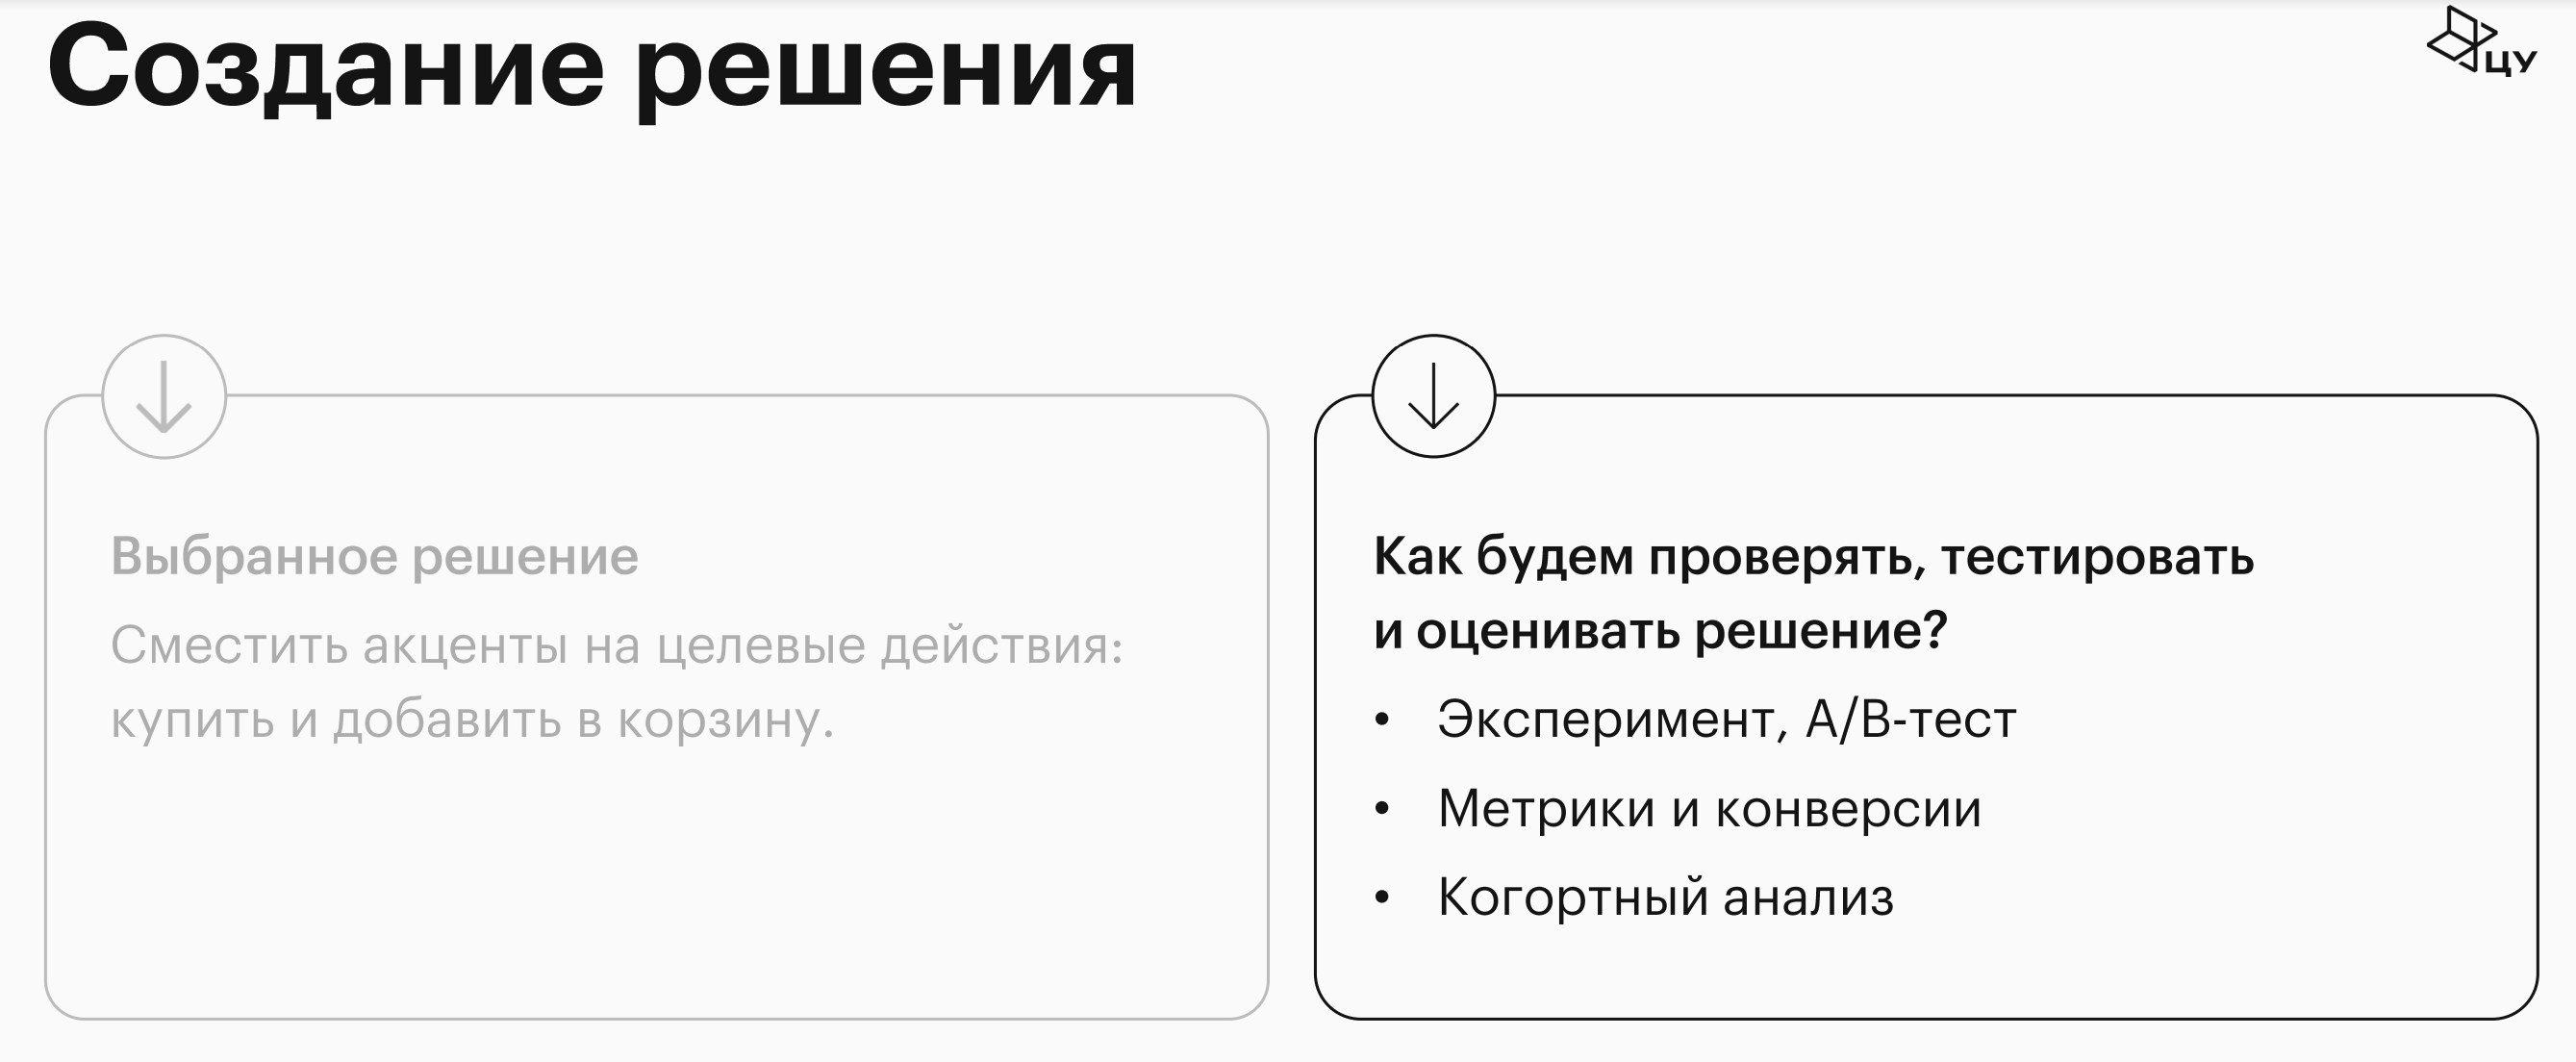 Создание решения
ЦУ
Выбранное решение
Сместить акценты на целевые действия:
купить и добавить в корзину.
Как будем проверять, тестировать
и оценивать решение?
• Эксперимент, A/B-тест
• Метрики и конверсии
• Когортный анализ